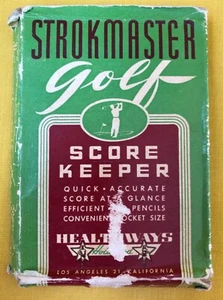 STROKMASTER
golf
SCORE
KEEPER
QUICK • ACCURATE
SCORE AT A GLANCE
EFFICIENT • PENCILS
CONVENIENT POCKET SIZE
HEALTHWAYS
LOS ANGELES 21 • CALIFORNIA